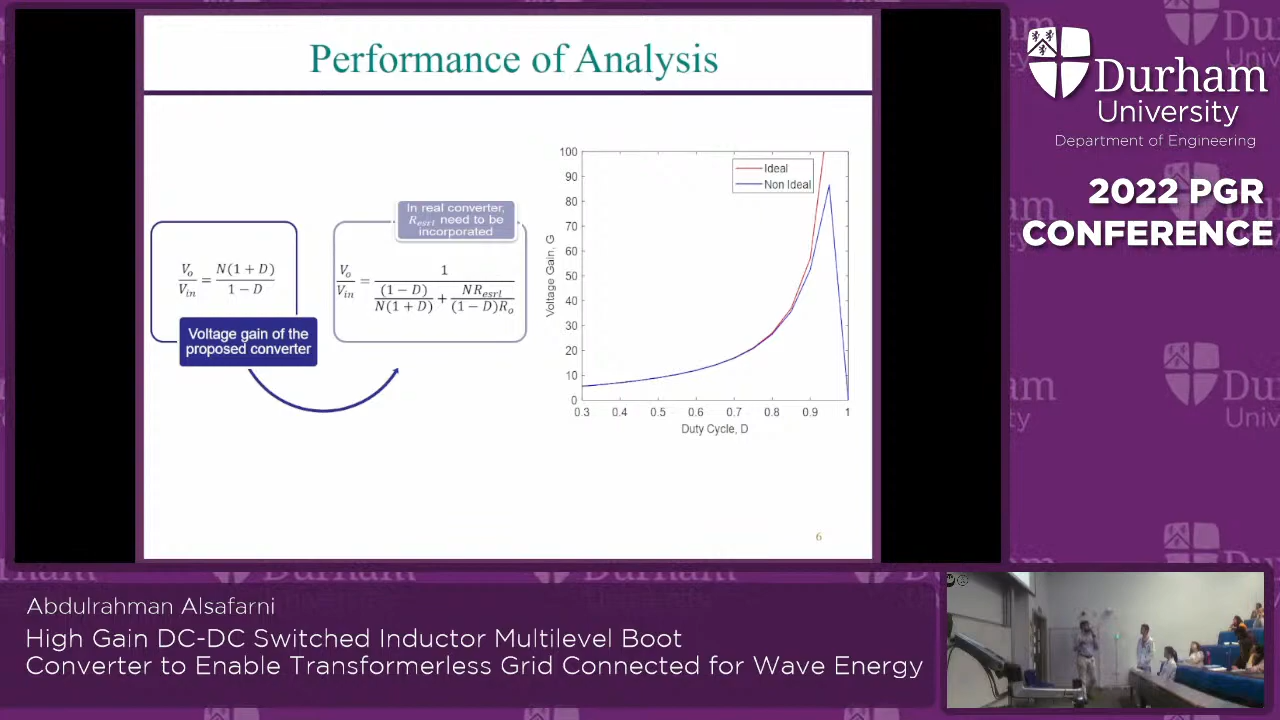 Performance of Analysis
V_o/V_in = N(1 + D)/(1 − D)
Voltage gain of the
proposed converter
In real converter,
R_esrl need to be
incorporated
V_o/V_in = 1/((1 − D)/(N(1 + D)) + NR_esrl/((1 − D)R_o))
Voltage Gain, G
100
90
80
70
60
50
40
30
20
10
0
Ideal
Non Ideal
0.3 0.4 0.5 0.6 0.7 0.8 0.9 1
Duty Cycle, D
6
Durham
University
Department of Engineering
2022 PGR
CONFERENCE
Abdulrahman Alsafarni
High Gain DC-DC Switched Inductor Multilevel Boot
Converter to Enable Transformerless Grid Connected for Wave Energy